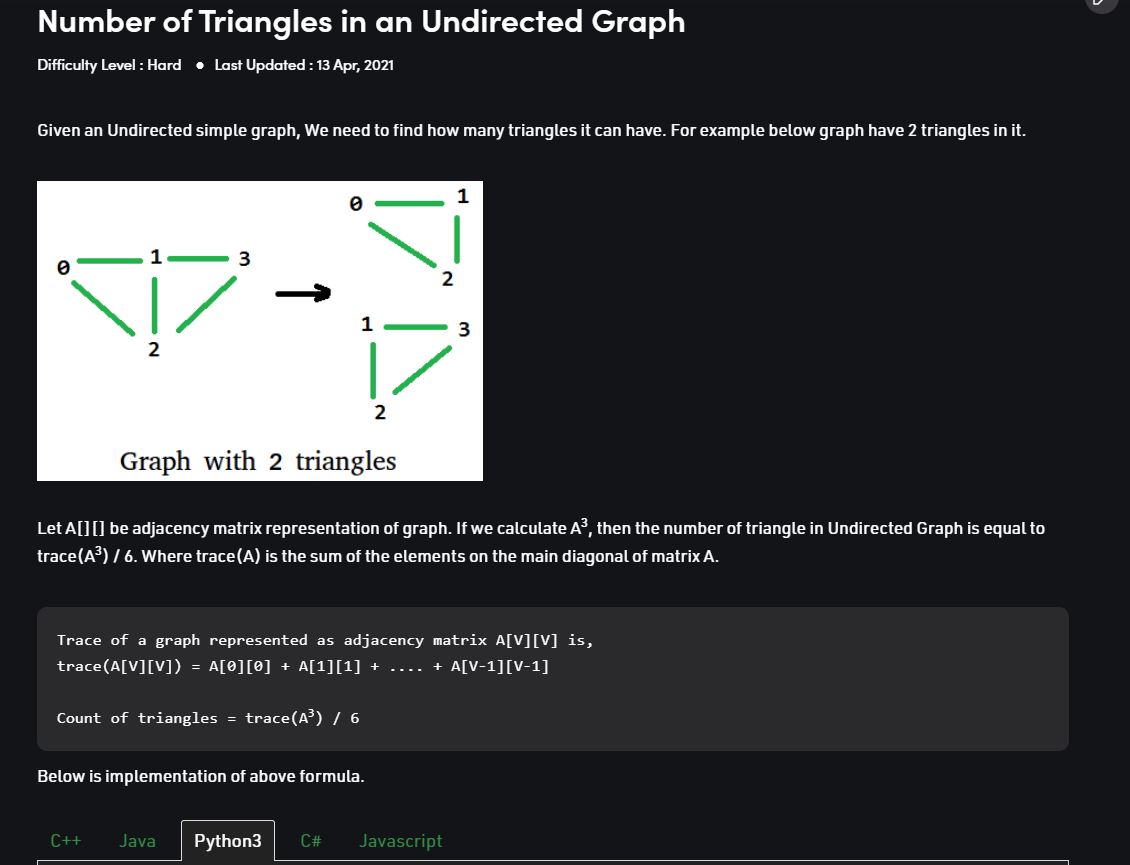 Number of Triangles in an Undirected Graph
Difficulty Level : Hard • Last Updated : 13 Apr, 2021
Given an Undirected simple graph, We need to find how many triangles it can have. For example below graph have 2 triangles in it.
0 1
0 1 3
2
1 3
2
2
Graph with 2 triangles
Let A[][] be adjacency matrix representation of graph. If we calculate A³, then the number of triangle in Undirected Graph is equal to
trace(A³) / 6. Where trace(A) is the sum of the elements on the main diagonal of matrix A.
Trace of a graph represented as adjacency matrix A[V][V] is,
trace(A[V][V]) = A[0][0] + A[1][1] + .... + A[V-1][V-1]
Count of triangles = trace(A³) / 6
Below is implementation of above formula.
C++ Java Python3 C# Javascript